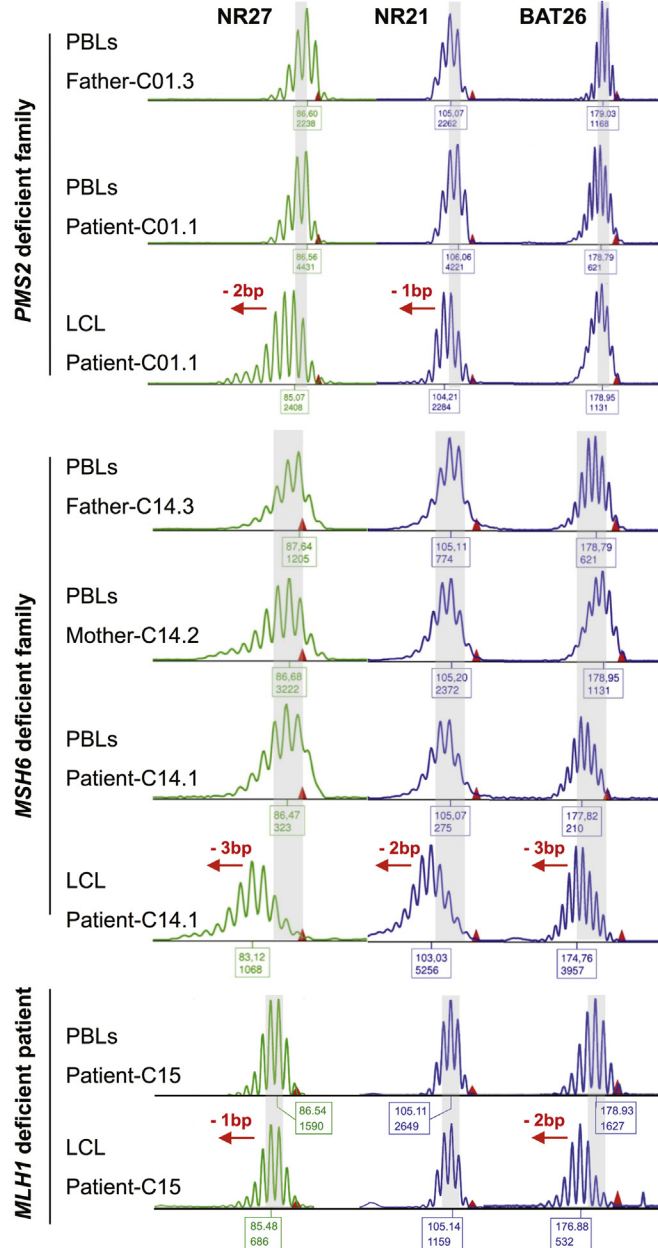 NR27 NR21 BAT26
PMS2 deficient family
PBLs
Father-C01.3
86,60 105,07 179,03
2238 2262 1168
PBLs
Patient-C01.1
86,56 106,06 178,79
4431 4221 621
- 2bp - 1bp
LCL
Patient-C01.1
85,07 104,21 178,95
2408 2284 1131
MSH6 deficient family
PBLs
Father-C14.3
87,64 105,11 178,79
1205 774 621
PBLs
Mother-C14.2
86,68 105,20 178,95
3222 2372 1131
PBLs
Patient-C14.1
86,47 105,07 177,82
323 275 210
- 3bp - 2bp - 3bp
LCL
Patient-C14.1
83,12 103,03 174,76
1068 5256 3957
MLH1 deficient patient
PBLs
Patient-C15
86.54 105.11 178.93
1590 2649 1627
- 1bp - 2bp
LCL
Patient-C15
85.48 105.14 176.88
686 1159 532